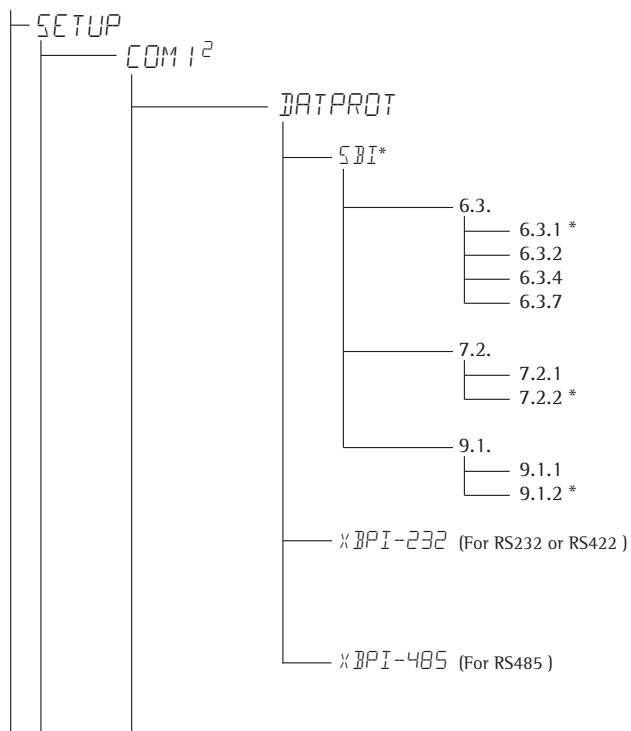 SETUP
COM 1²
DATPROT
SBI*
6.3.
6.3.1 *
6.3.2
6.3.4
6.3.7
7.2.
7.2.1
7.2.2 *
9.1.
9.1.1
9.1.2 *
XBPI-232 (For RS232 or RS422 )
XBPI-485 (For RS485 )